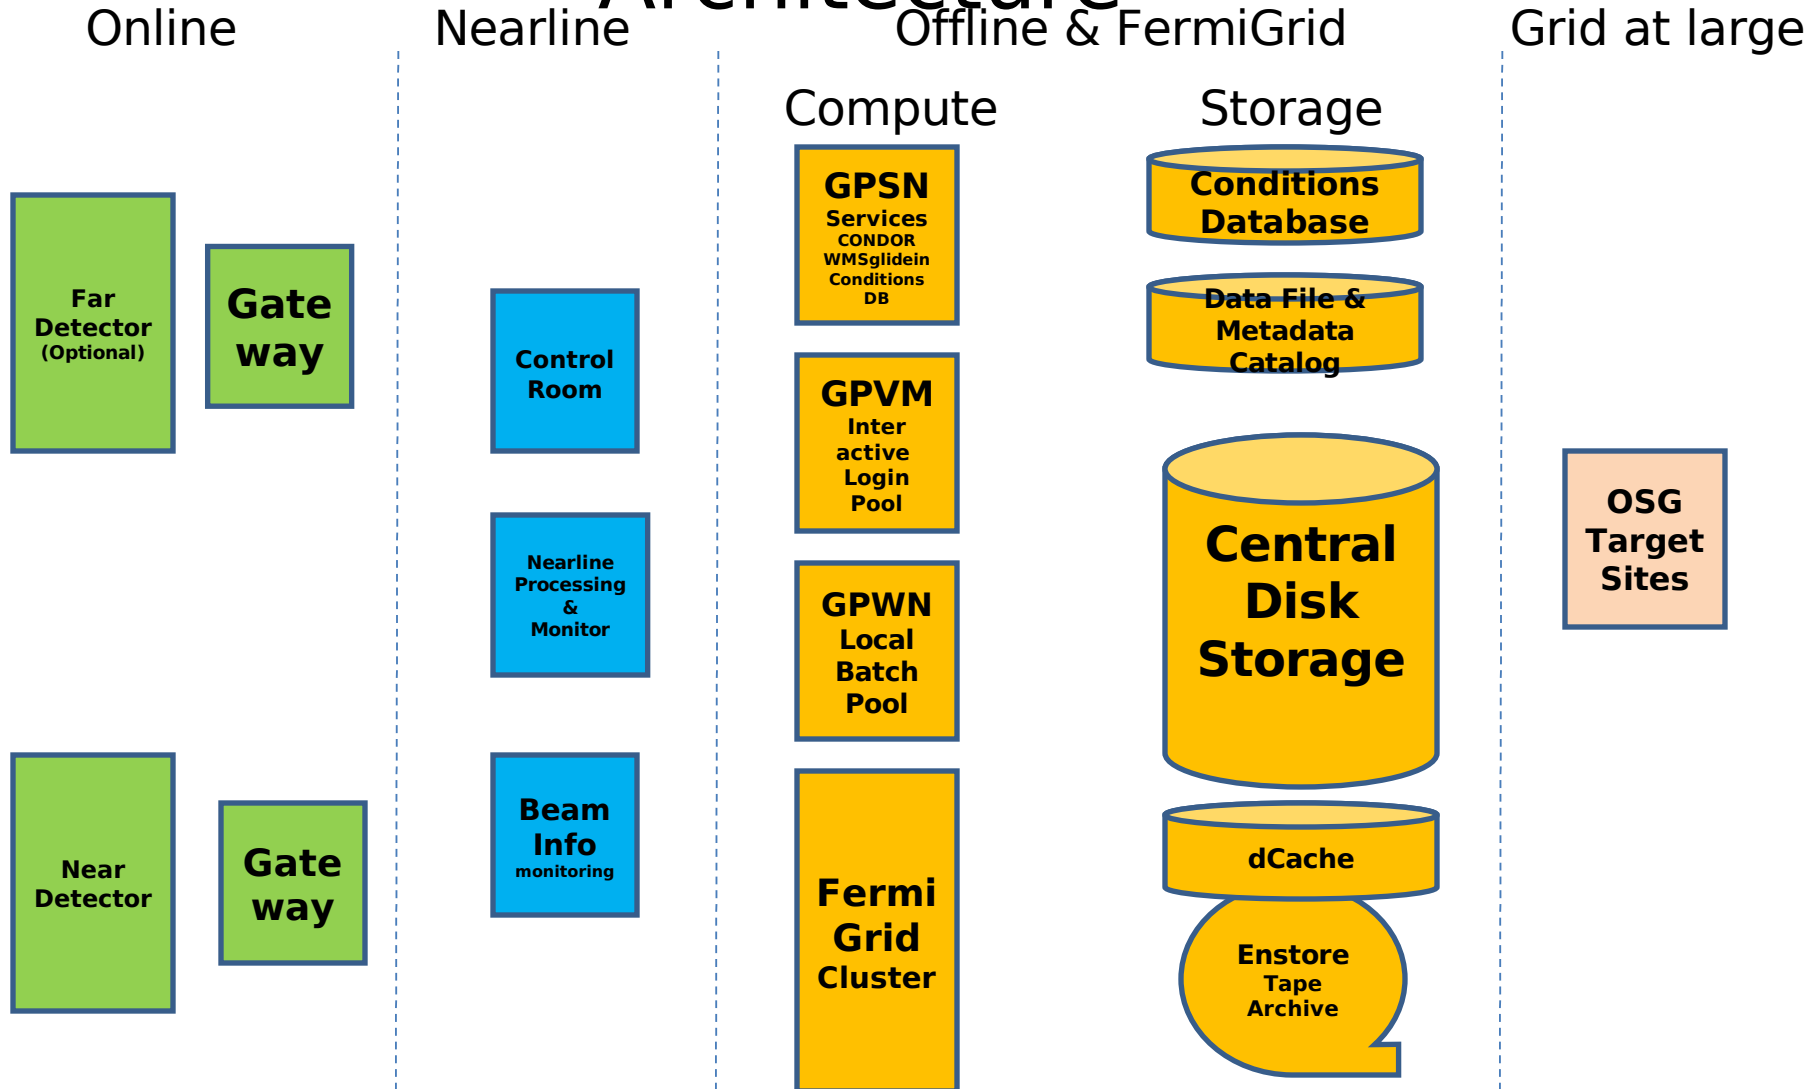 Architecture
Online
Nearline
Offline & FermiGrid
Grid at large
Compute
Storage
Far
Detector
(Optional)
Gate
way
Near
Detector
Gate
way
Control
Room
Nearline
Processing
&
Monitor
Beam
Info
monitoring
GPSN
Services
CONDOR
WMSglidein
Conditions
DB
GPVM
Inter
active
Login
Pool
GPWN
Local
Batch
Pool
Fermi
Grid
Cluster
Conditions
Database
Data File &
Metadata
Catalog
Central
Disk
Storage
dCache
Enstore
Tape
Archive
OSG
Target
Sites